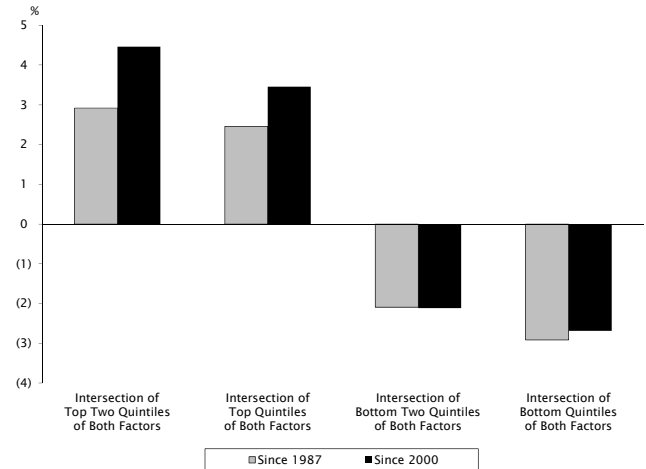 %
5
4
3
2
1
0
(1)
(2)
(3)
(4)
Intersection of
Top Two Quintiles
of Both Factors
Intersection of
Top Quintiles
of Both Factors
Intersection of
Bottom Two Quintiles
of Both Factors
Intersection of
Bottom Quintiles
of Both Factors
Since 1987 Since 2000